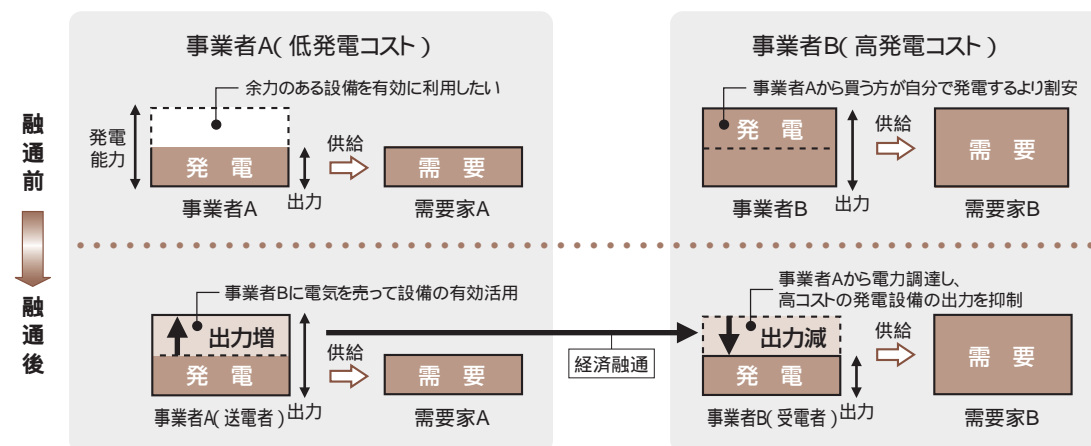 事業者A(低発電コスト)
事業者B(高発電コスト)
融通前
余力のある設備を有効に利用したい
発電
能力
発 電
出力
供給
需 要
事業者A
需要家A
事業者Aから買う方が自分で発電するより割安
発 電
出力
供給
需 要
事業者B
需要家B
融通後
事業者Bに電気を売って設備の有効活用
出力増
発 電
出力
供給
需 要
事業者A(送電者)
需要家A
経済融通
事業者Aから電力調達し、
高コストの発電設備の出力を抑制
出力減
発 電
出力
供給
需 要
事業者B(受電者)
需要家B